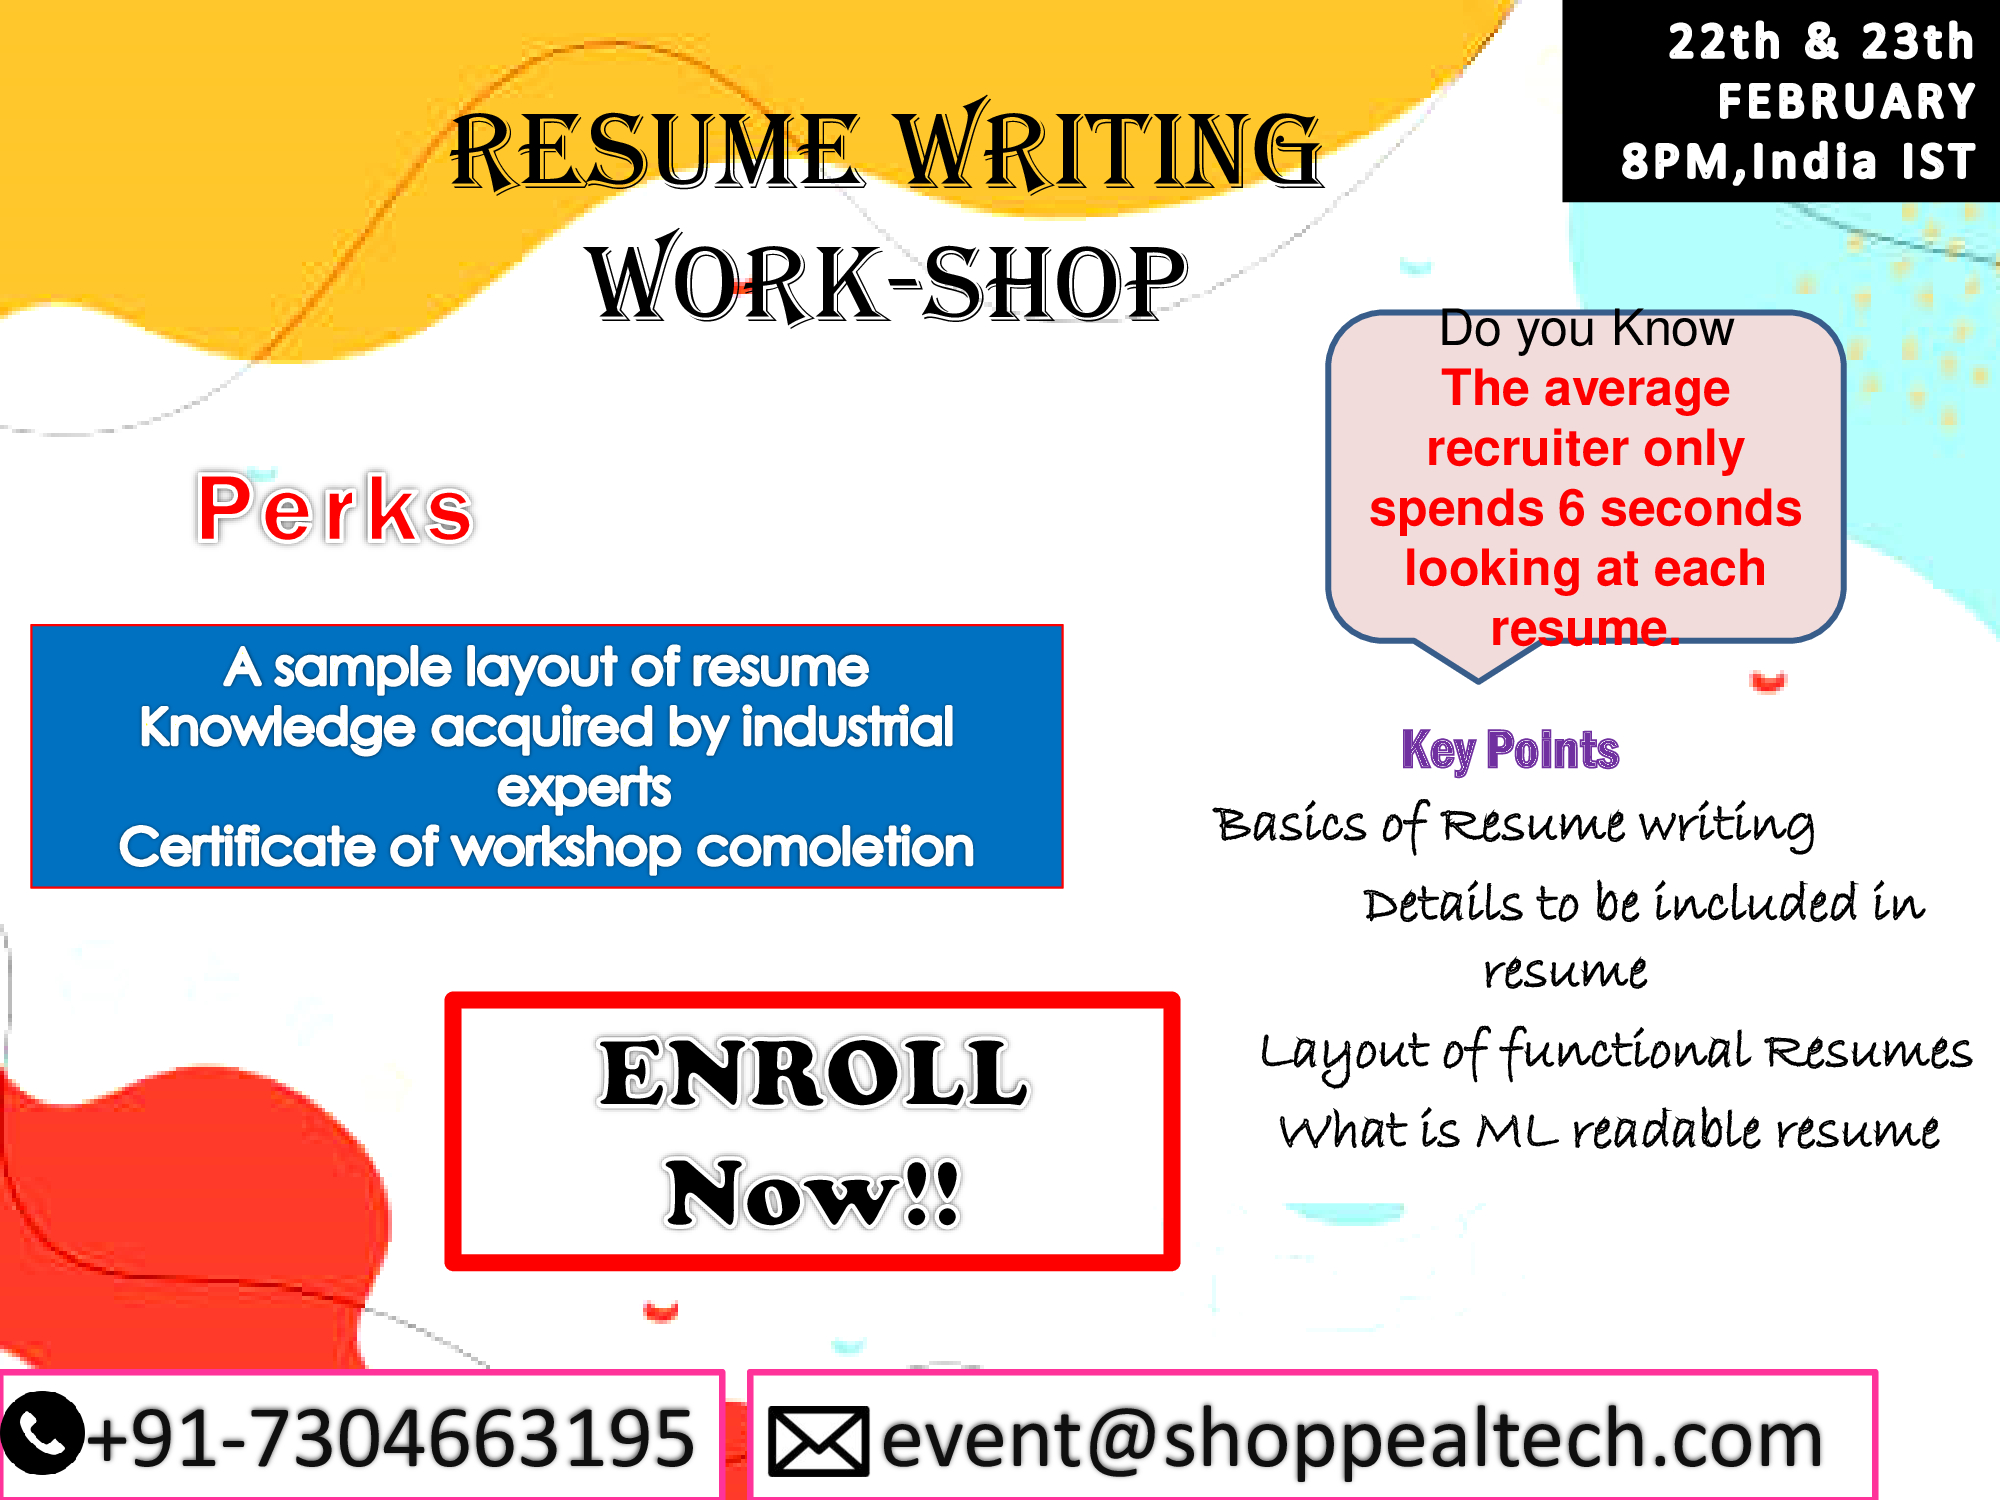 22th & 23th
FEBRUARY
8PM,India IST
RESUME WRITING
WORK-SHOP
Do you Know
The average
recruiter only
spends 6 seconds
looking at each
resume.
Perks
A sample layout of resume
Knowledge acquired by industrial
experts
Certificate of workshop comoletion
Key Points
Basics of Resume writing
Details to be included in
resume
Layout of functional Resumes
What is ML readable resume
ENROLL
Now!!
+91-7304663195
event@shoppealtech.com